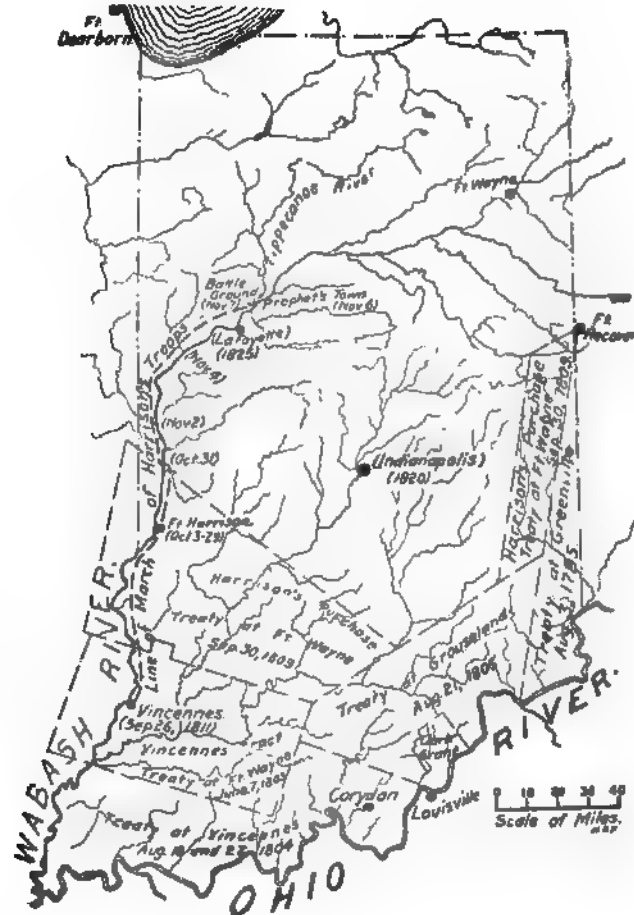 Ft.
Dearborn
Tippecanoe River
Ft. Wayne
Battle
Ground
(Nov 7)
Prophet's Town
(Nov 6)
(Lafayette)
(1825)
Ft.
Line of March of Harrison's Troops
(Nov 2)
(Oct. 31)
(Indianapolis)
(1820)
Ft. Harrison
(Oct 3-29)
Harrison's Purchase
Treaty at Ft. Wayne
Sep. 30, 1809
Treaty at Greenville
Aug. 3, 1795
Harrison's Purchase
Treaty at Ft. Wayne
Sep. 30, 1809
Treaty at Grouseland
Aug. 21, 1805
Vincennes
(Sep 26, 1811)
Vincennes Tract
Treaty at Ft. Wayne
June 7, 1803
Clark
Grant
Corydon
Louisville
Treaty at Vincennes
Aug. 18 and 27, 1804
WABASH RIVER.
OHIO RIVER.
0 10 20 30 40
Scale of Miles.